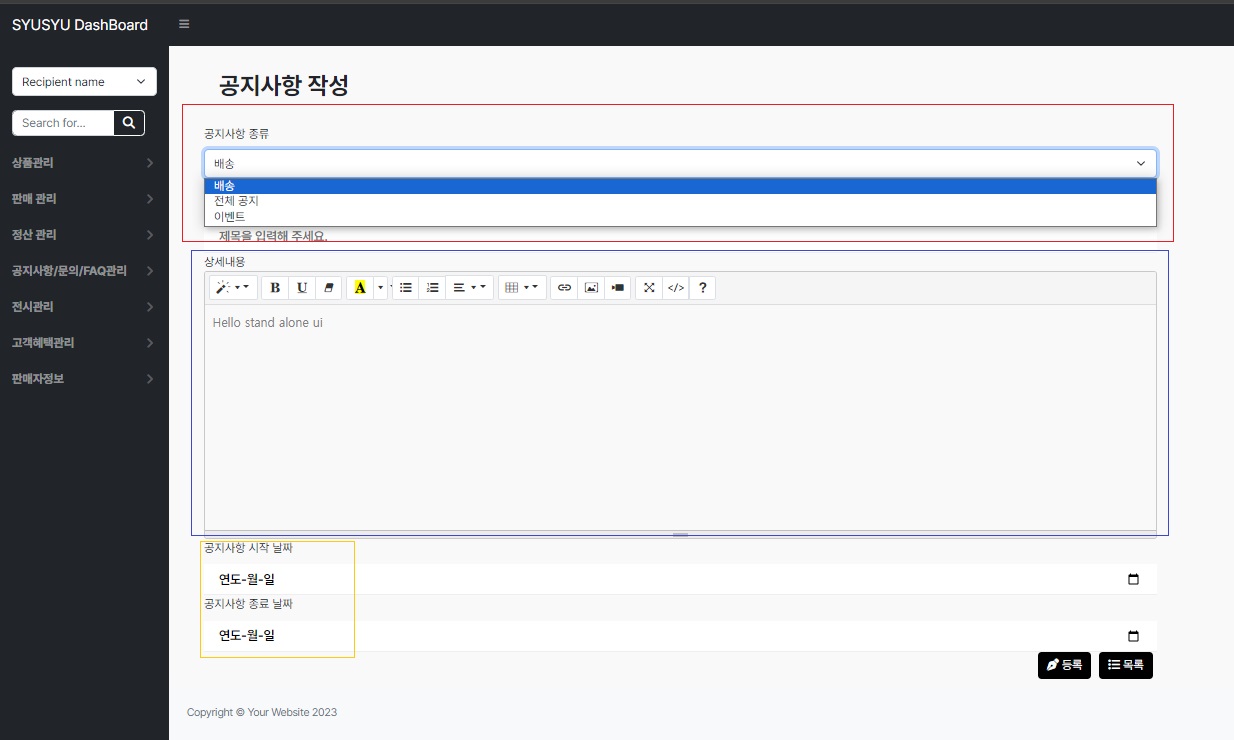 SYUSYU DashBoard
Recipient name
Search for...
상품관리
판매 관리
정산 관리
공지사항/문의/FAQ관리
전시관리
고객혜택관리
판매자정보
공지사항 작성
공지사항 종류
배송
배송
전체 공지
이벤트
제목을 입력해 주세요.
상세내용
B U A </> ?
Hello stand alone ui
공지사항 시작 날짜
연도-월-일
공지사항 종료 날짜
연도-월-일
등록 목록
Copyright © Your Website 2023